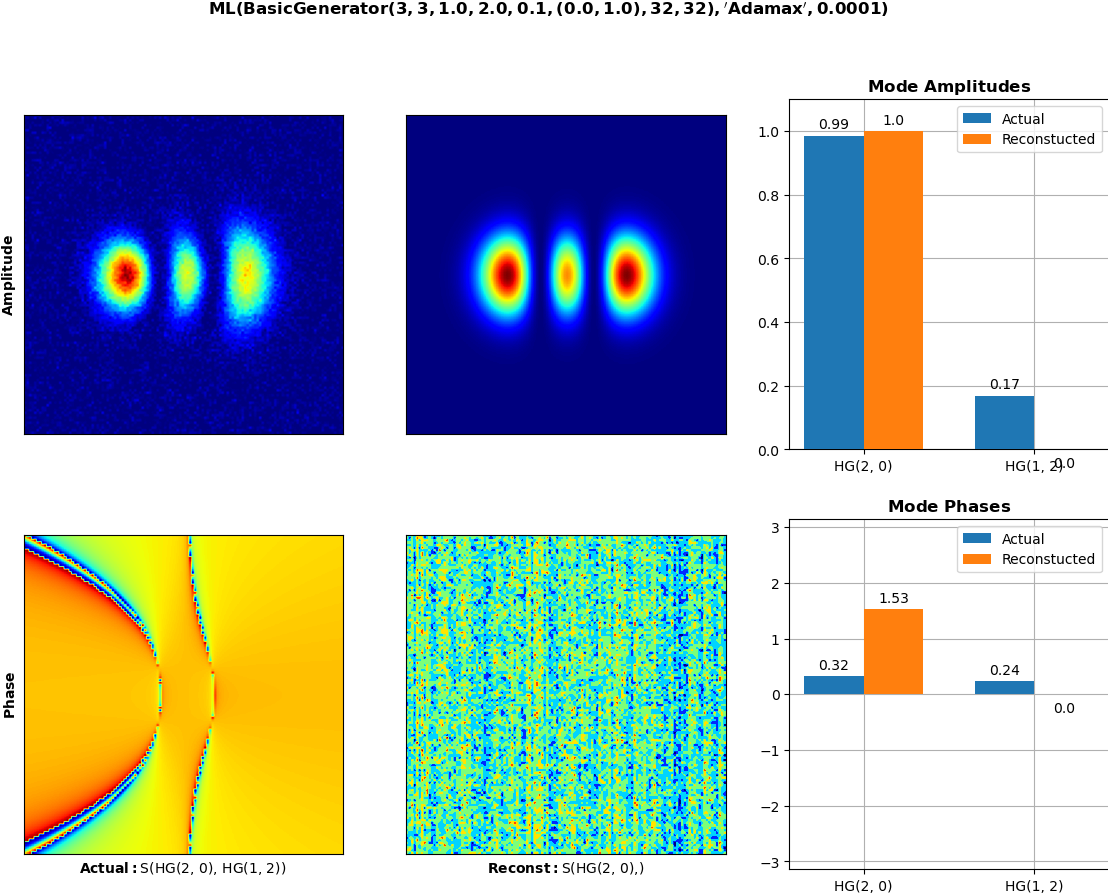 ML(BasicGenerator(3, 3, 1.0, 2.0, 0.1, (0.0, 1.0), 32, 32), 'Adamax', 0.0001)
Amplitude
Mode Amplitudes
Actual
Reconstucted
0.99
1.0
0.17
0.0
1.0
0.8
0.6
0.4
0.2
0.0
HG(2, 0)
HG(1, 2)
Phase
Actual: S(HG(2, 0), HG(1, 2))
Reconst: S(HG(2, 0),)
Mode Phases
Actual
Reconstucted
0.32
1.53
0.24
0.0
3
2
1
0
−1
−2
−3
HG(2, 0)
HG(1, 2)